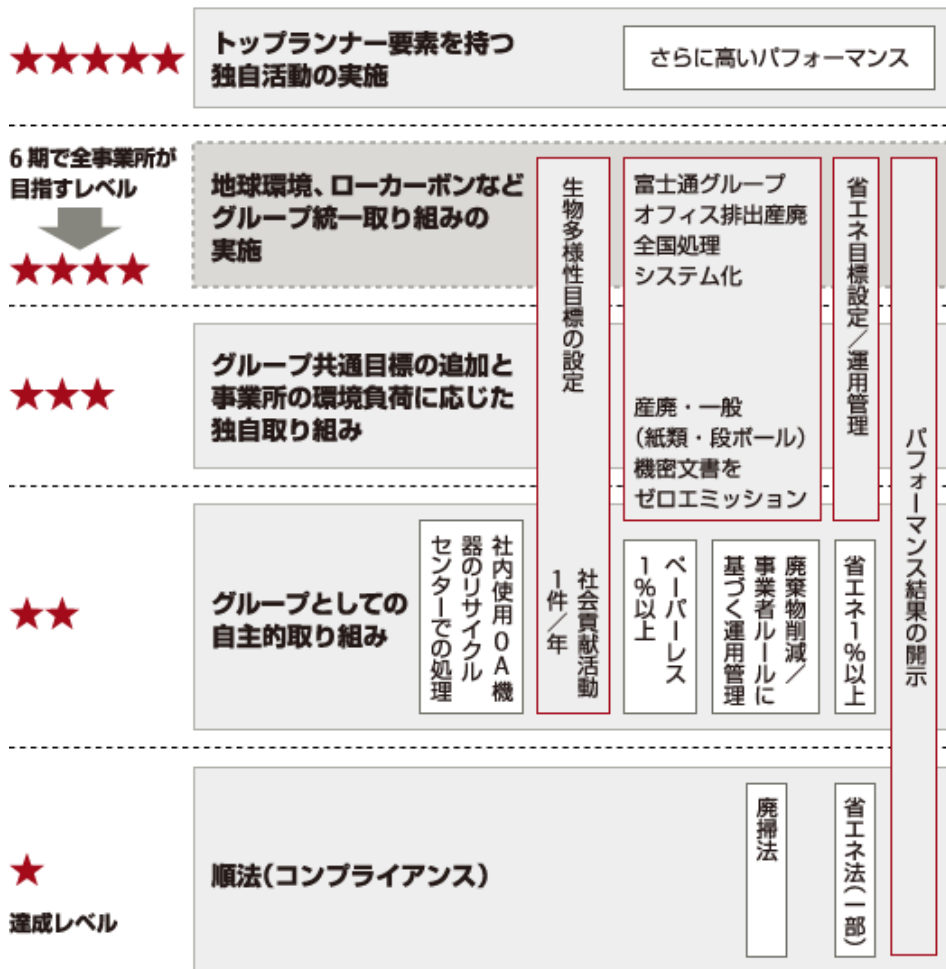 ★★★★★
トップランナー要素を持つ
独自活動の実施
さらに高いパフォーマンス
6期で全事業所が
目指すレベル
★★★★
地球環境、ローカーボンなど
グループ統一取り組みの
実施
生物多様性目標の設定
社会貢献活動
1件／年
富士通グループ
オフィス排出産廃
全国処理
システム化
産廃・一般
（紙類・段ボール）
機密文書を
ゼロエミッション
省エネ目標設定／運用管理
パフォーマンス結果の開示
★★★
グループ共通目標の追加と
事業所の環境負荷に応じた
独自取り組み
★★
グループとしての
自主的取り組み
社内使用OA機
器のリサイクル
センターでの処理
ペーパーレス
1％以上
廃棄物削減／
事業者ルールに
基づく運用管理
省エネ1％以上
★
達成レベル
順法（コンプライアンス）
廃掃法
省エネ法（一部）